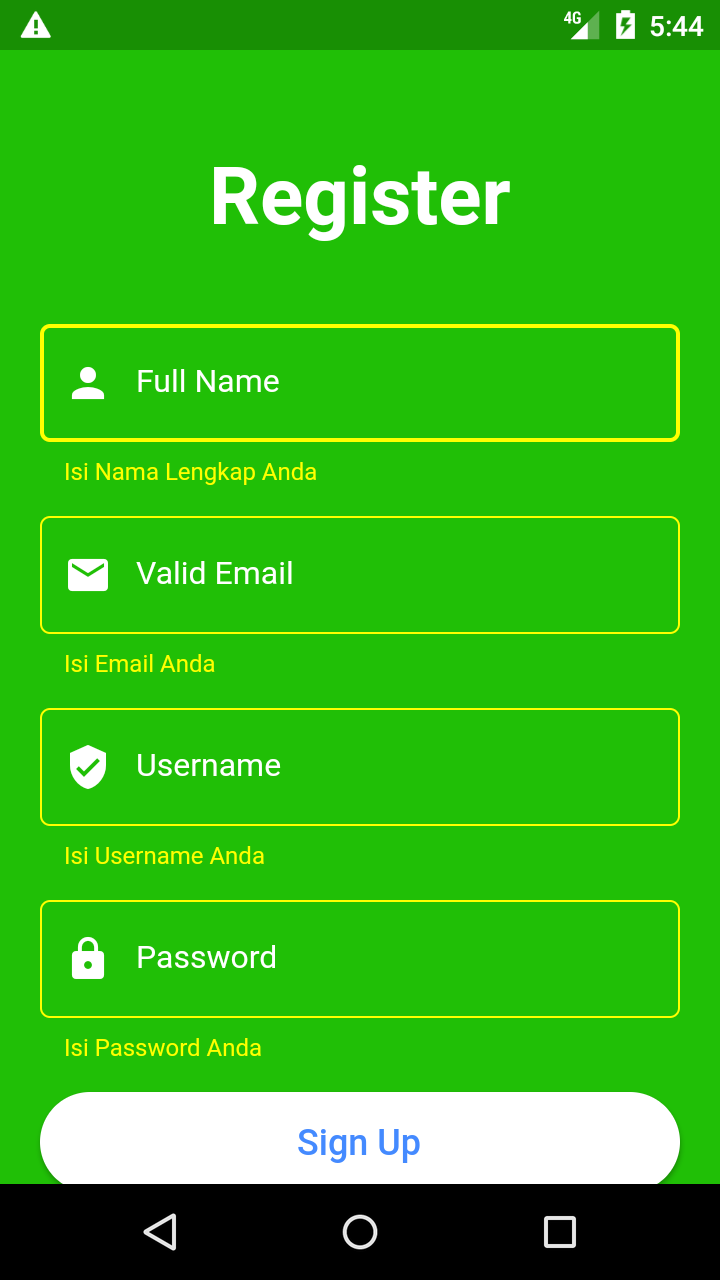 4G 5:44
Register
Full Name
Isi Nama Lengkap Anda
Valid Email
Isi Email Anda
Username
Isi Username Anda
Password
Isi Password Anda
Sign Up